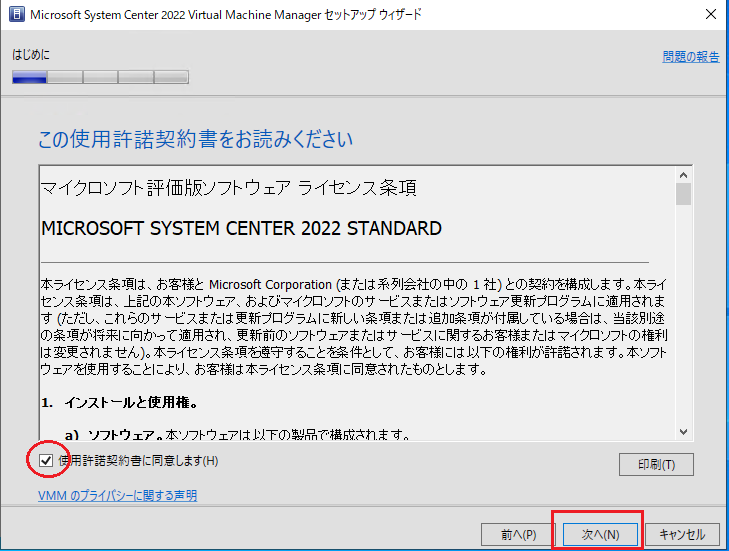 Microsoft System Center 2022 Virtual Machine Manager セットアップ ウィザード
はじめに
問題の報告
この使用許諾契約書をお読みください
マイクロソフト評価版ソフトウェア ライセンス条項
MICROSOFT SYSTEM CENTER 2022 STANDARD
本ライセンス条項は、お客様と Microsoft Corporation (または系列会社の中の 1 社) との契約を構成します。本ライ
センス条項は、上記の本ソフトウェア、およびマイクロソフトのサービスまたはソフトウェア更新プログラムに適用されま
す (ただし、これらのサービスまたは更新プログラムに新しい条項または追加条項が付属している場合は、当該別途
の条項が将来に向かって適用され、更新前のソフトウェアまたはサービスに関するお客様またはマイクロソフトの権利
は変更されません)。本ライセンス条項を遵守することを条件として、お客様には以下の権利が許諾されます。本ソフト
ウェアを使用することにより、お客様は本ライセンス条項に同意されたものとします。
1. インストールと使用権。
a) ソフトウェア。本ソフトウェアは以下の製品で構成されます。
使用許諾契約書に同意します(H)
印刷(T)
VMM のプライバシーに関する声明
前へ(P)
次へ(N)
キャンセル